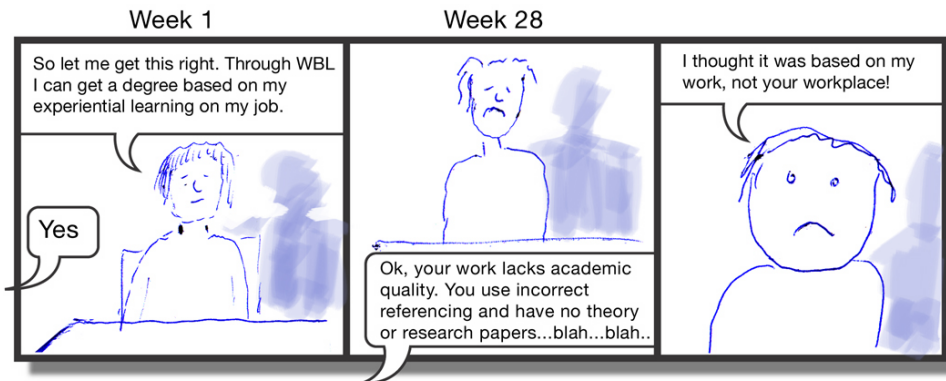 Week 1
So let me get this right. Through WBL
I can get a degree based on my
experiential learning on my job.
Yes
Week 28
Ok, your work lacks academic
quality. You use incorrect
referencing and have no theory
or research papers...blah...blah..
I thought it was based on my
work, not your workplace!